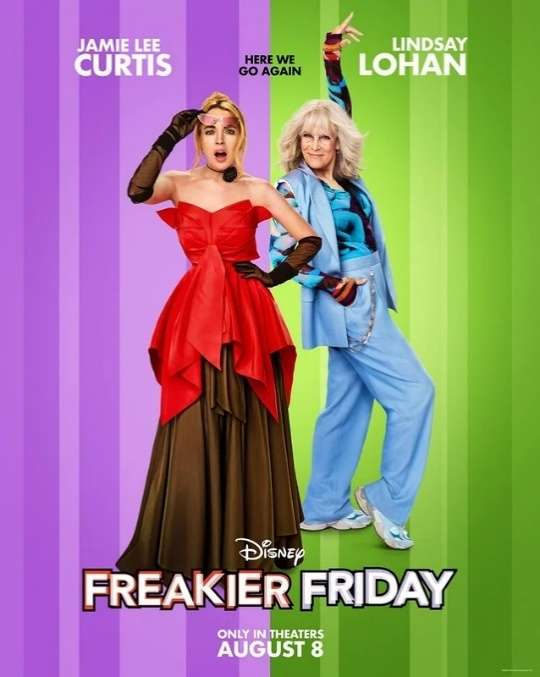 JAMIE LEE
CURTIS
HERE WE
GO AGAIN
LINDSAY
LOHAN
Disney
FREAKIER FRIDAY
ONLY IN THEATERS
AUGUST 8